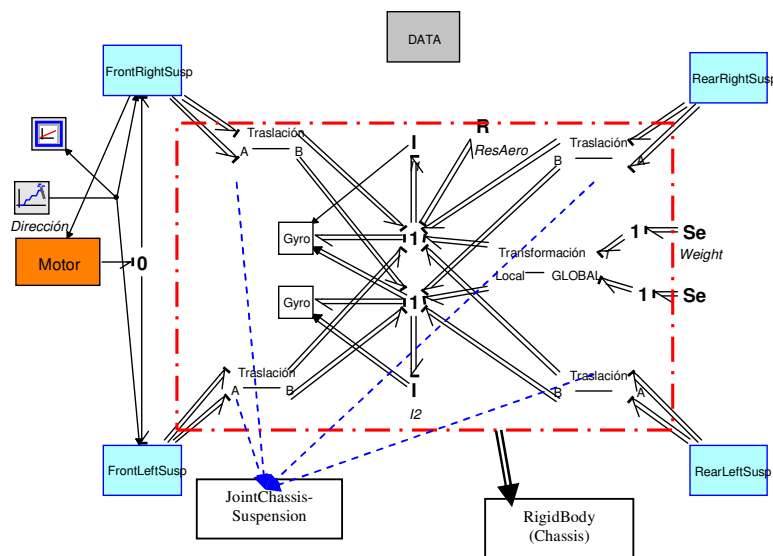 DATA
FrontRightSusp
RearRightSusp
Traslación
A B
I
R
ResAero
Traslación
B A
Dirección
Motor
0
Gyro
1
Transformación
Local GLOBAL
1 Se
Weight
Gyro
1
1 Se
Traslación
A B
I
I2
Traslación
B A
FrontLeftSusp
RearLeftSusp
JointChassis-
Suspension
RigidBody
(Chassis)